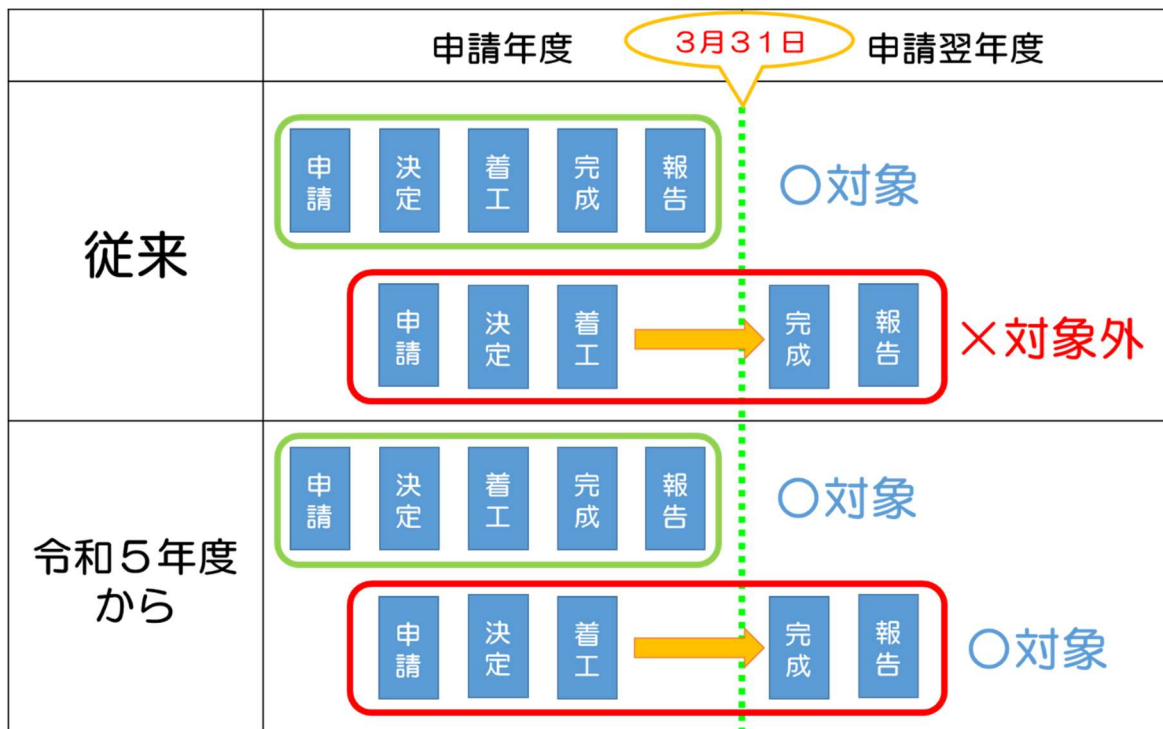 申請年度
3月31日
申請翌年度
従来
申請
決定
着工
完成
報告
〇対象
申請
決定
着工
完成
報告
×対象外
令和5年度
から
申請
決定
着工
完成
報告
〇対象
申請
決定
着工
完成
報告
〇対象